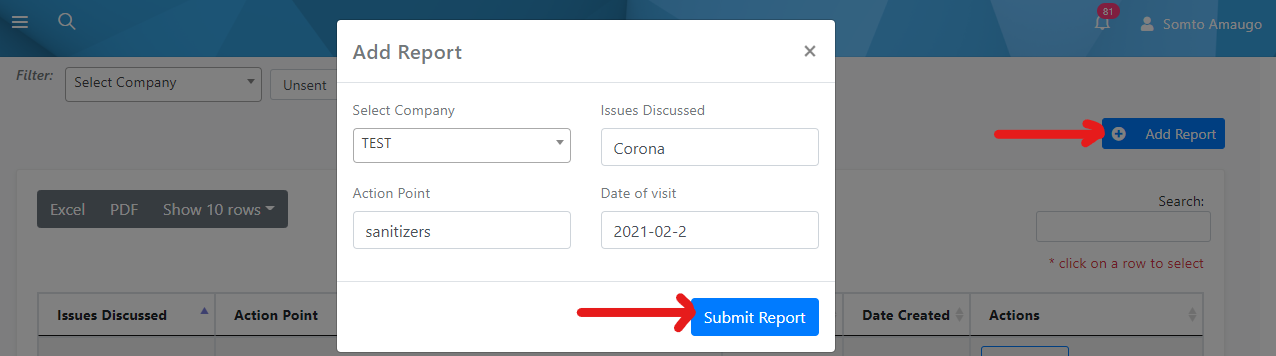 81
Somto Amaugo
Filter:
Select Company
Unsent
Add Report
Add Report
×
Select Company
Issues Discussed
TEST
Corona
Action Point
Date of visit
sanitizers
2021-02-2
Submit Report
Excel
PDF
Show 10 rows
Search:
* click on a row to select
Issues Discussed
Action Point
Date Created
Actions